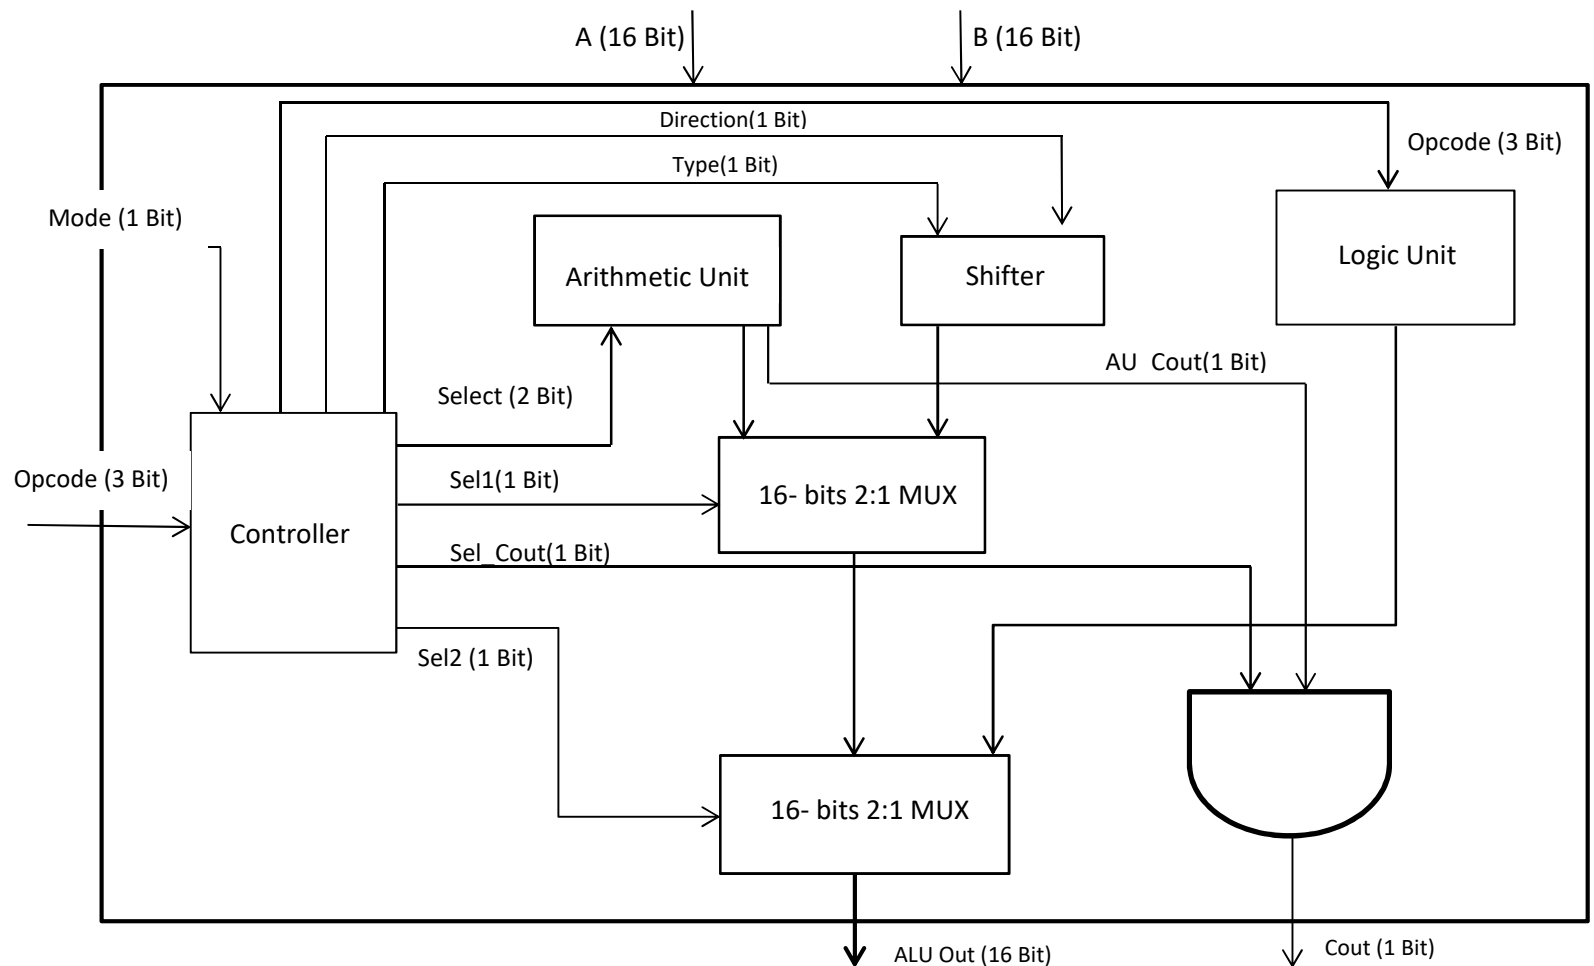 A (16 Bit)
B (16 Bit)
Direction(1 Bit)
Opcode (3 Bit)
Type(1 Bit)
Mode (1 Bit)
Arithmetic Unit
Shifter
Logic Unit
AU_Cout(1 Bit)
Select (2 Bit)
Opcode (3 Bit)
Sel1(1 Bit)
16- bits 2:1 MUX
Controller
Sel_Cout(1 Bit)
Sel2 (1 Bit)
16- bits 2:1 MUX
ALU Out (16 Bit)
Cout (1 Bit)